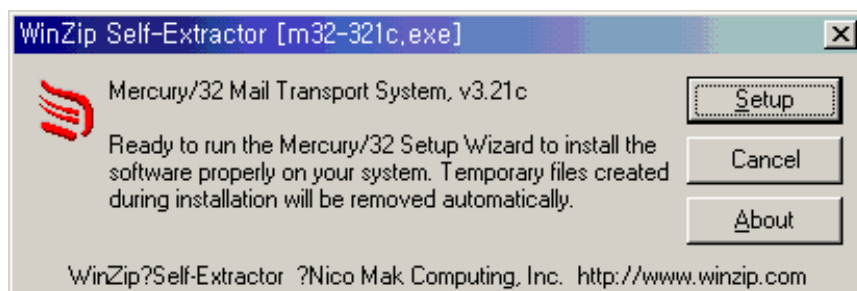 WinZip Self-Extractor [m32-321c.exe]
Mercury/32 Mail Transport System, v3.21c
Setup
Ready to run the Mercury/32 Setup Wizard to install the
software properly on your system. Temporary files created
during installation will be removed automatically.
Cancel
About
WinZip?Self-Extractor ?Nico Mak Computing, Inc. http://www.winzip.com